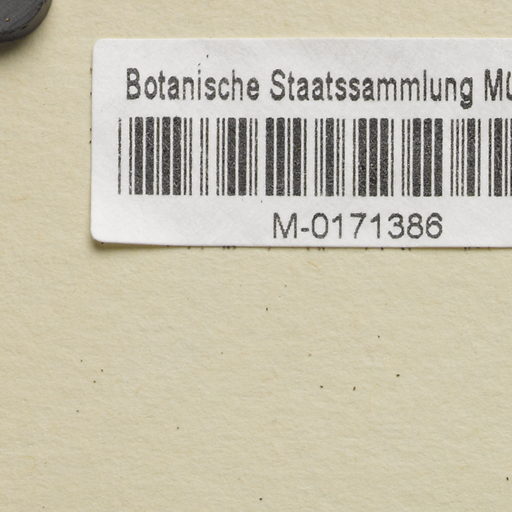 Botanische Staatssammlung Mü
M-0171386